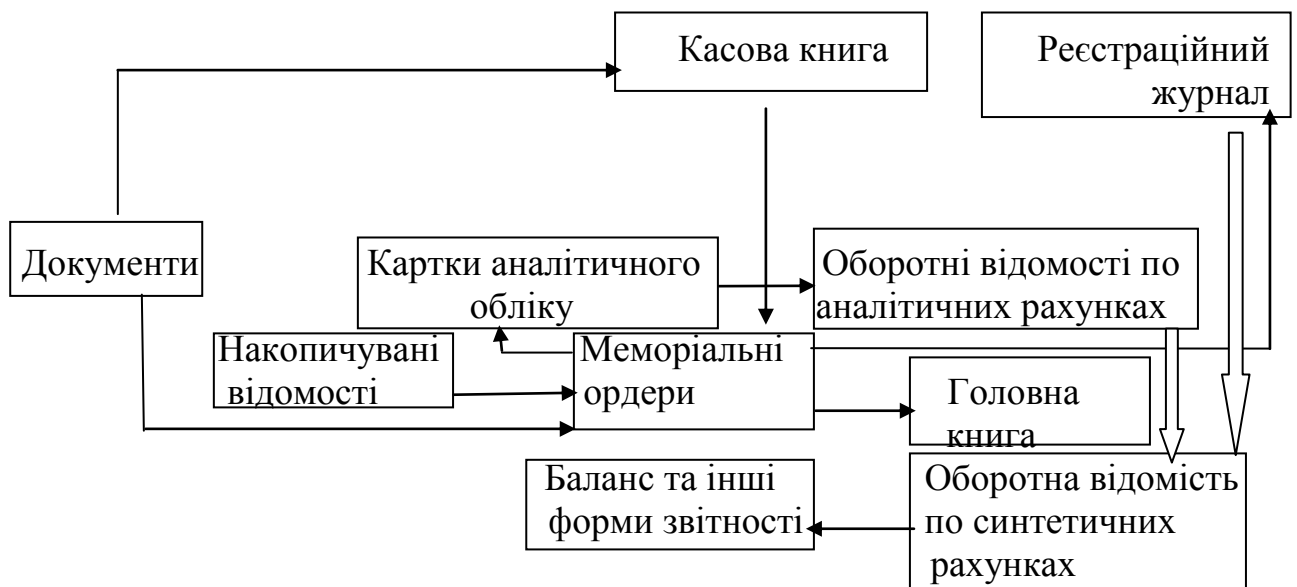 Касова книга
Реєстраційний
журнал
Документи
Картки аналітичного
обліку
Оборотні відомості по
аналітичних рахунках
Накопичувані
відомості
Меморіальні
ордери
Головна
книга
Баланс та інші
форми звітності
Оборотна відомість
по синтетичних
рахунках